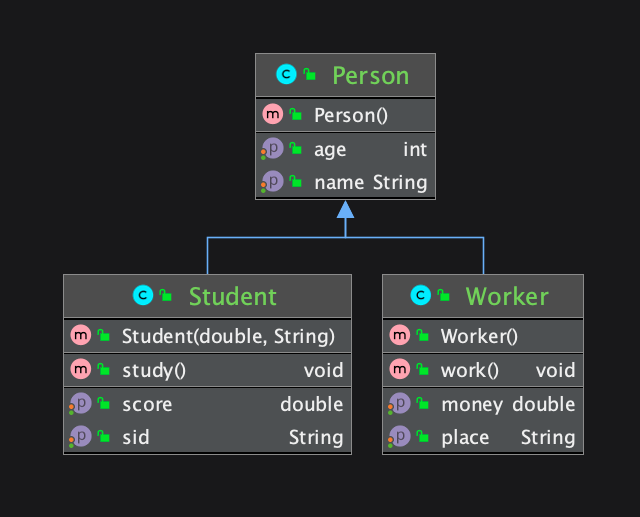 C Person
m Person()
p age int
p name String
C Student
m Student(double, String)
m study() void
p score double
p sid String
C Worker
m Worker()
m work() void
p money double
p place String